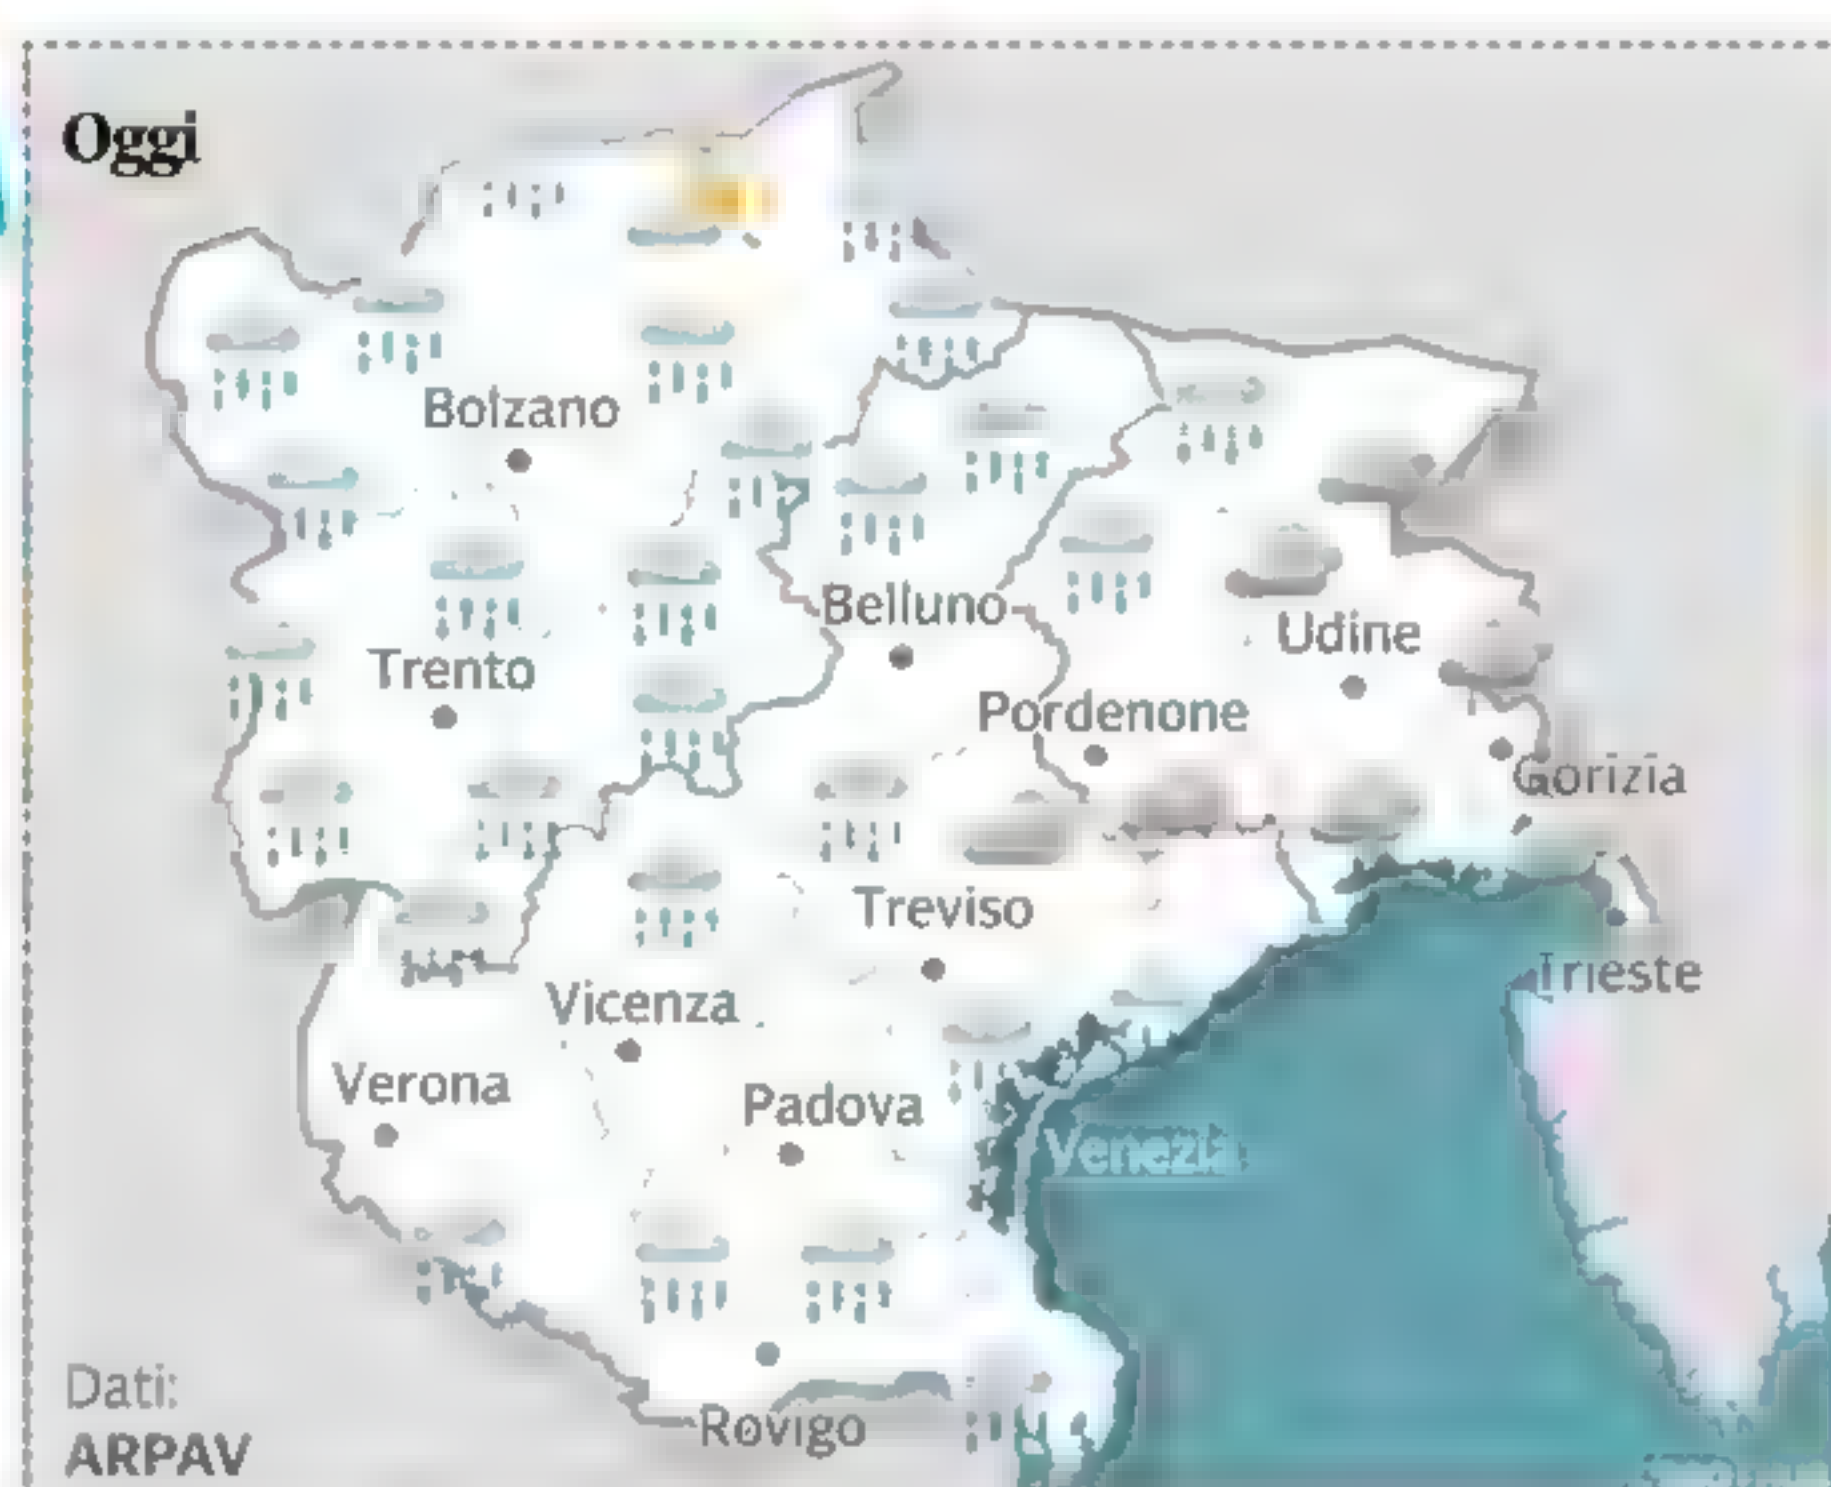 Oggi
Bolzano
Belluno
Udine
Trento
Pordenone
Gorizia
Treviso
Trieste
Vicenza
Verona
Padova
Venezia
Dati:
ARPAV
Rovigo